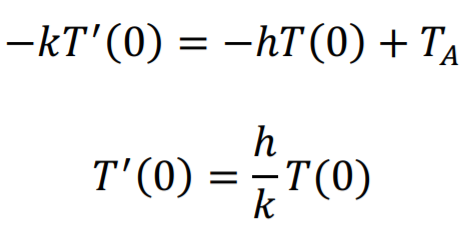 −kT′(0) = −hT(0) + T_A
T′(0) = h/k T(0)